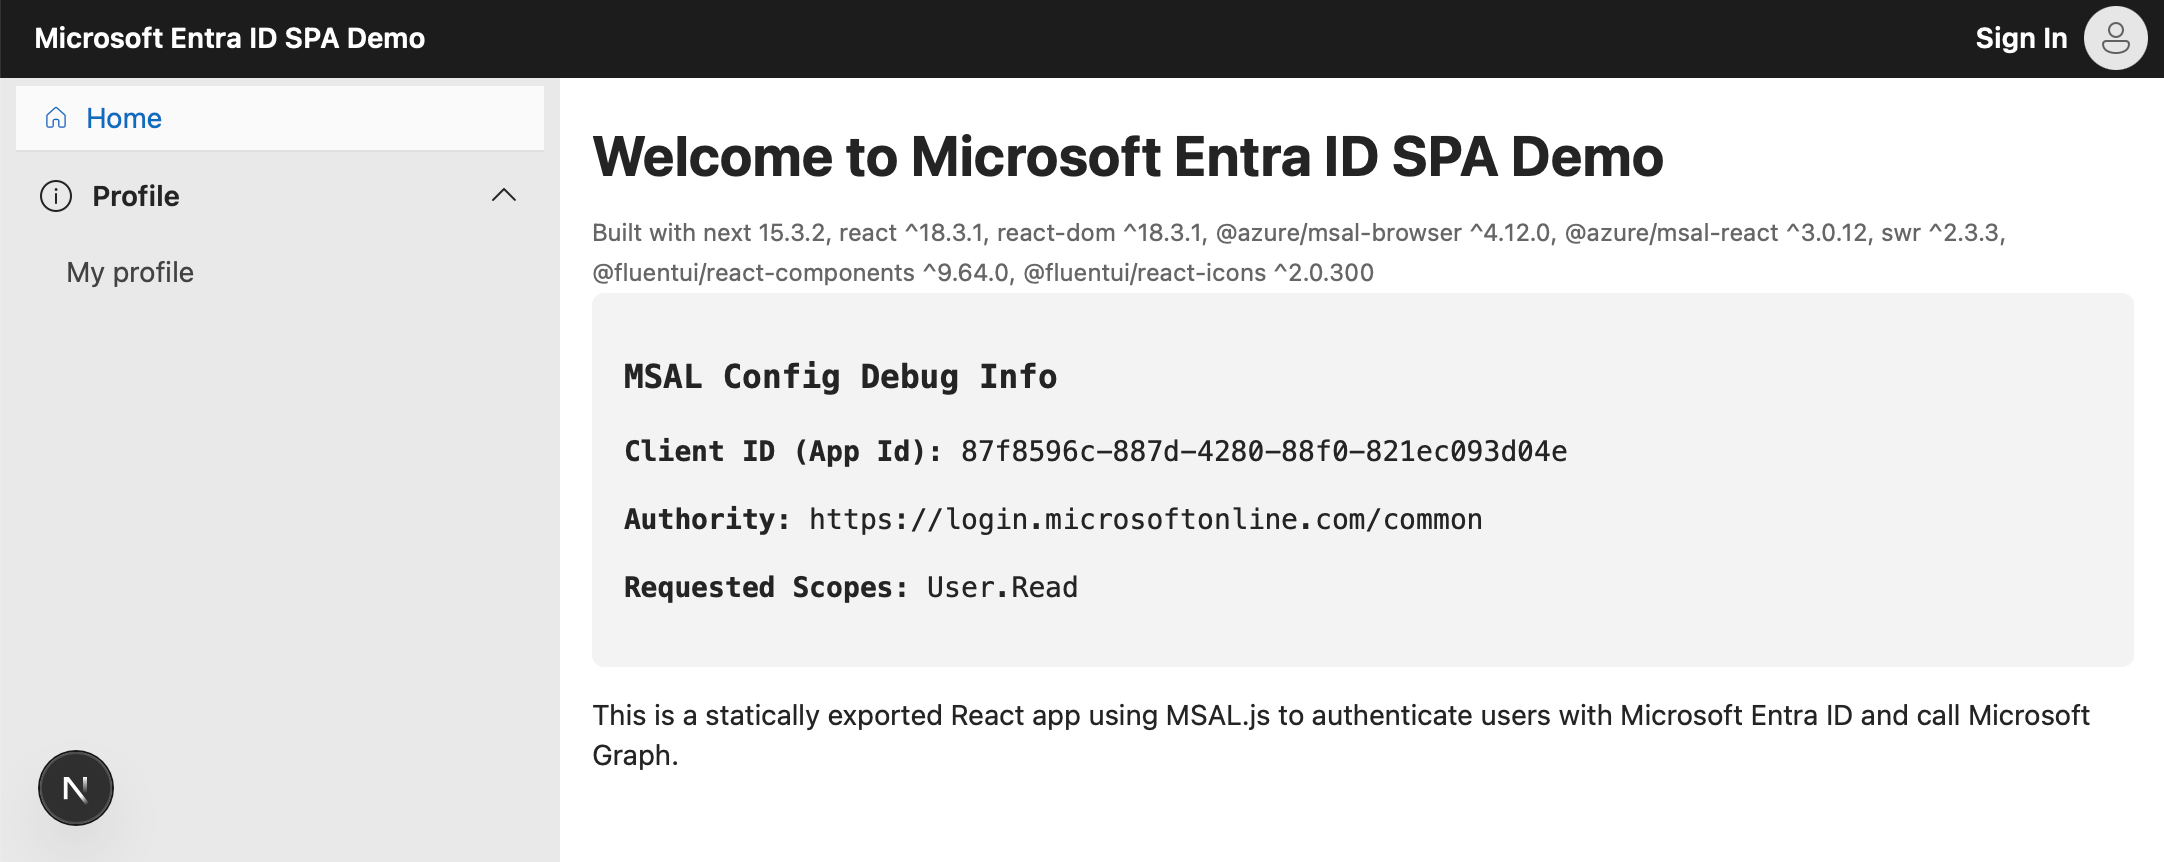 Microsoft Entra ID SPA Demo
Sign In
Home
Profile
My profile
Welcome to Microsoft Entra ID SPA Demo
Built with next 15.3.2, react ^18.3.1, react-dom ^18.3.1, @azure/msal-browser ^4.12.0, @azure/msal-react ^3.0.12, swr ^2.3.3,
@fluentui/react-components ^9.64.0, @fluentui/react-icons ^2.0.300
MSAL Config Debug Info
Client ID (App Id): 87f8596c-887d-4280-88f0-821ec093d04e
Authority: https://login.microsoftonline.com/common
Requested Scopes: User.Read
This is a statically exported React app using MSAL.js to authenticate users with Microsoft Entra ID and call Microsoft
Graph.
N